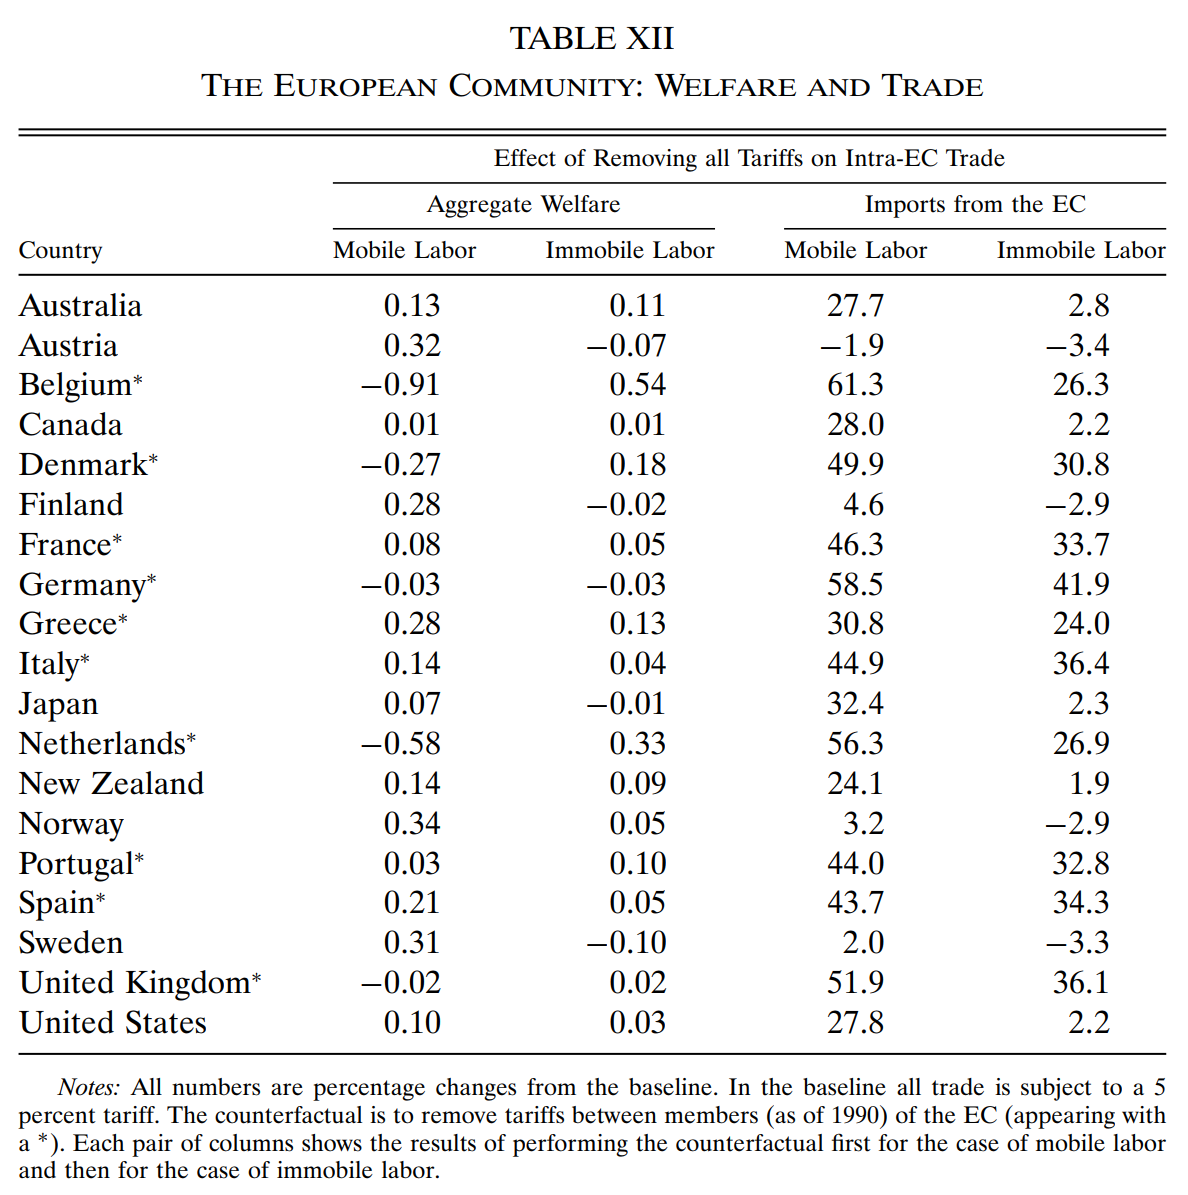 TABLE XII
THE EUROPEAN COMMUNITY: WELFARE AND TRADE
Effect of Removing all Tariffs on Intra-EC Trade
Aggregate Welfare Imports from the EC
Country Mobile Labor Immobile Labor Mobile Labor Immobile Labor
Australia 0.13 0.11 27.7 2.8
Austria 0.32 −0.07 −1.9 −3.4
Belgium* −0.91 0.54 61.3 26.3
Canada 0.01 0.01 28.0 2.2
Denmark* −0.27 0.18 49.9 30.8
Finland 0.28 −0.02 4.6 −2.9
France* 0.08 0.05 46.3 33.7
Germany* −0.03 −0.03 58.5 41.9
Greece* 0.28 0.13 30.8 24.0
Italy* 0.14 0.04 44.9 36.4
Japan 0.07 −0.01 32.4 2.3
Netherlands* −0.58 0.33 56.3 26.9
New Zealand 0.14 0.09 24.1 1.9
Norway 0.34 0.05 3.2 −2.9
Portugal* 0.03 0.10 44.0 32.8
Spain* 0.21 0.05 43.7 34.3
Sweden 0.31 −0.10 2.0 −3.3
United Kingdom* −0.02 0.02 51.9 36.1
United States 0.10 0.03 27.8 2.2
Notes: All numbers are percentage changes from the baseline. In the baseline all trade is subject to a 5
percent tariff. The counterfactual is to remove tariffs between members (as of 1990) of the EC (appearing with
a *). Each pair of columns shows the results of performing the counterfactual first for the case of mobile labor
and then for the case of immobile labor.